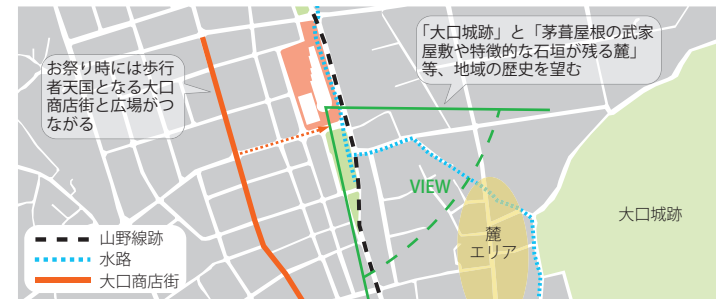 お祭り時には歩行
者天国となる大口
商店街と広場がつ
ながる
「大口城跡」と「茅葺屋根の武家
屋敷や特徴的な石垣が残る麓」
等、地域の歴史を望む
VIEW
麓
エリア
大口城跡
山野線跡
水路
大口商店街